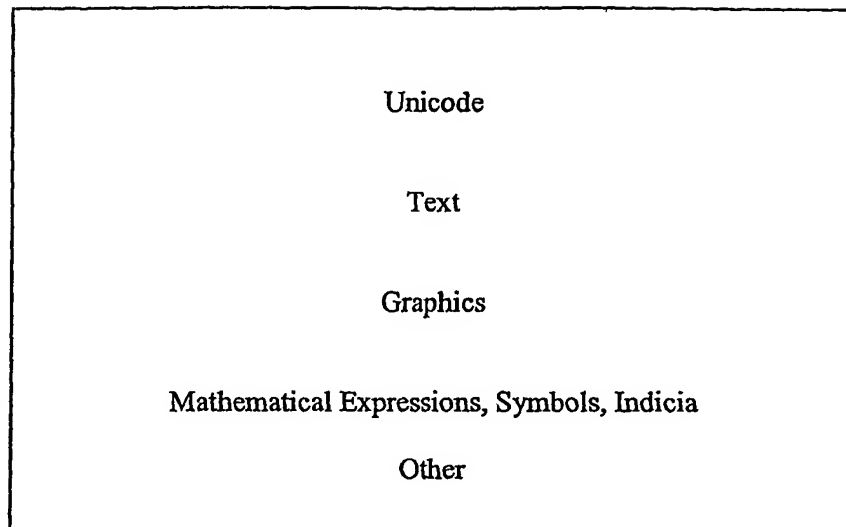 Unicode
Text
Graphics
Mathematical Expressions, Symbols, Indicia
Other